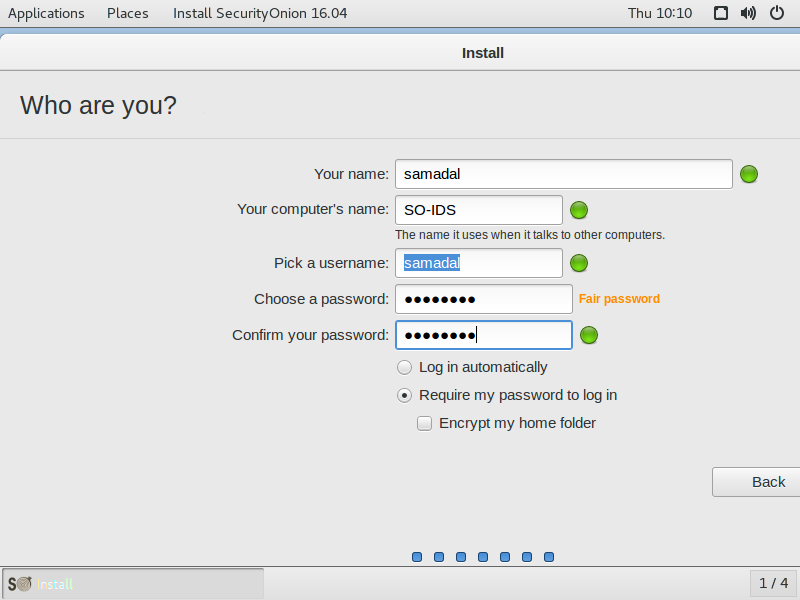 Applications Places Install SecurityOnion 16.04 Thu 10:10
Install
Who are you?
Your name: samadal
Your computer's name: SO-IDS
The name it uses when it talks to other computers.
Pick a username: samadal
Choose a password: ●●●●●●●● Fair password
Confirm your password: ●●●●●●●●
Log in automatically
Require my password to log in
Encrypt my home folder
Back
SO Install 1 / 4